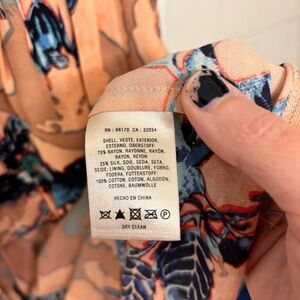 RN: 88170 CA: 32054
SHELL, VESTE, EXTERIEUR,
ESTERNO, OBERSTOFF
75% RAYON, RAYONNE, RAYÓN,
RAYON, REYON
25% SILK, SOIE, SEDA, SETA,
SEIDE; LINING, DOUBLURE, FORRO,
FODERA, FUTTERSTOFF
100% COTTON, COTON, ALGODÓN,
COTONE, BAUMWOLLE
HECHO EN CHINA
P
DRY CLEAN